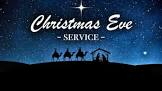 Christmas Eve
- SERVICE -